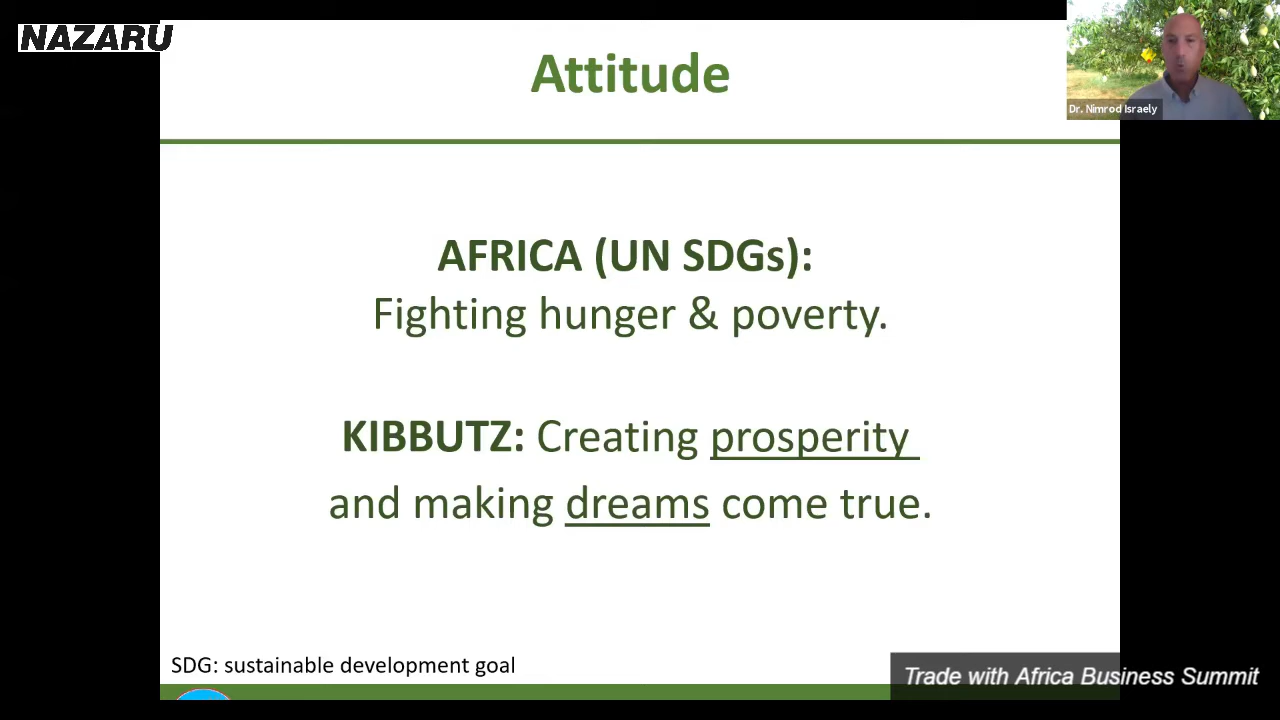 NAZARU
Attitude
Dr. Nimrod Israely
AFRICA (UN SDGs):
Fighting hunger & poverty.
KIBBUTZ: Creating prosperity
and making dreams come true.
SDG: sustainable development goal
Trade with Africa Business Summit